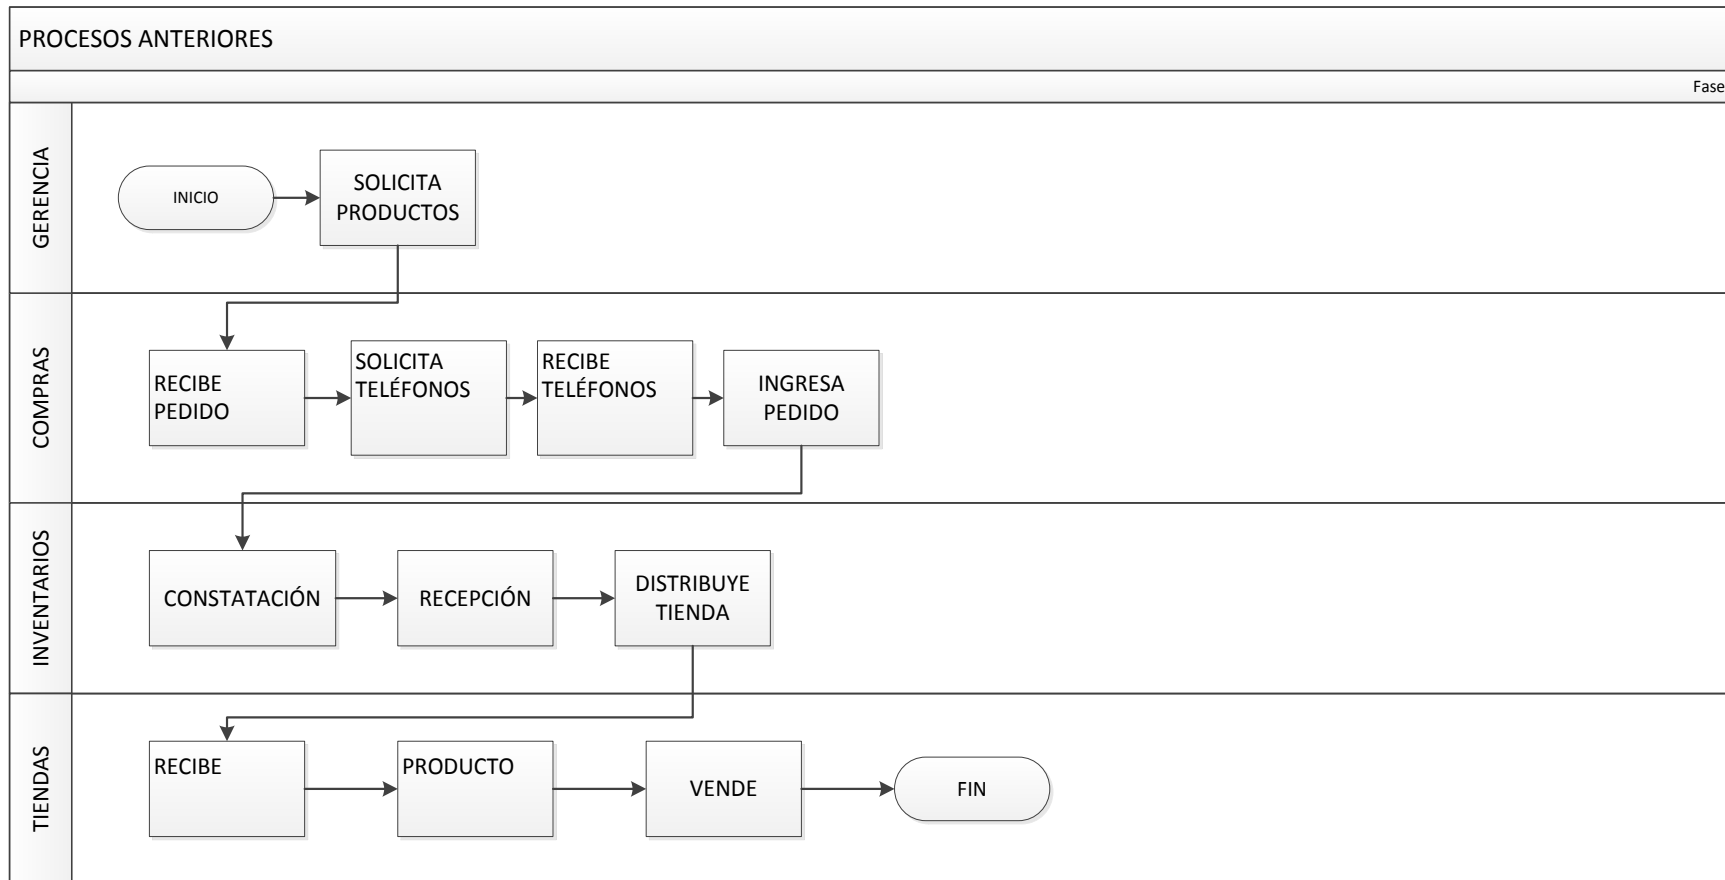 PROCESOS ANTERIORES
Fase
GERENCIA
INICIO
SOLICITA
PRODUCTOS
COMPRAS
RECIBE
PEDIDO
SOLICITA
TELÉFONOS
RECIBE
TELÉFONOS
INGRESA
PEDIDO
INVENTARIOS
CONSTATACIÓN
RECEPCIÓN
DISTRIBUYE
TIENDA
TIENDAS
RECIBE
PRODUCTO
VENDE
FIN